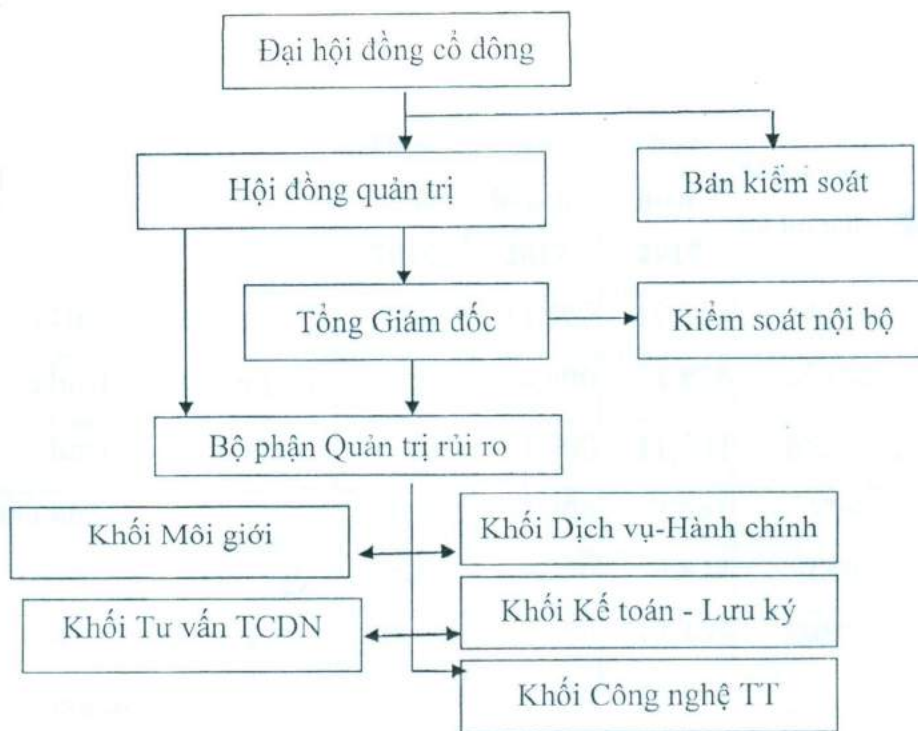 Đại hội đồng cổ dông
Hội đồng quản trị
Bán kiểm soát
Tổng Giám đốc
Kiểm soát nội bộ
Bộ phận Quản trị rủi ro
Khối Môi giới
Khối Dịch vụ-Hành chính
Khối Tư vấn TCDN
Khối Kế toán - Lưu ký
Khối Công nghệ TT